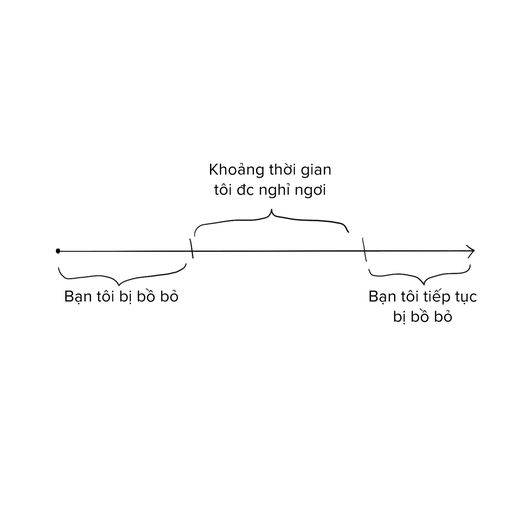 Khoảng thời gian
tôi đc nghỉ ngơi
Bạn tôi bị bồ bỏ
Bạn tôi tiếp tục
bị bồ bỏ